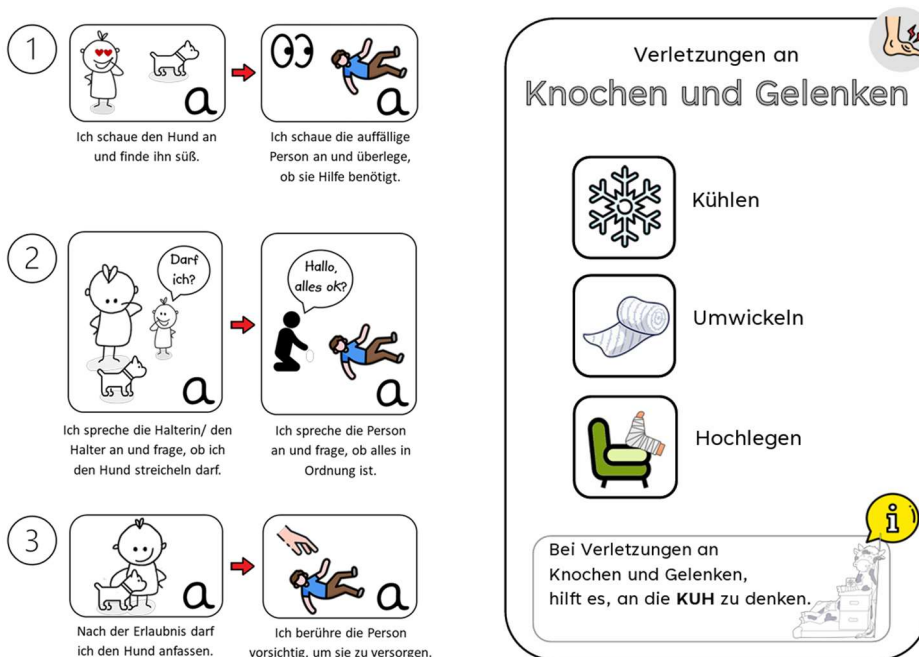 1
a
a
Ich schaue den Hund an
und finde ihn süß.
Ich schaue die auffällige
Person an und überlege,
ob sie Hilfe benötigt.
2
Darf
ich?
a
Hallo,
alles ok?
a
Ich spreche die Halterin/ den
Halter an und frage, ob ich
den Hund streicheln darf.
Ich spreche die Person
an und frage, ob alles in
Ordnung ist.
3
a
a
Nach der Erlaubnis darf
ich den Hund anfassen.
Ich berühre die Person
vorsichtig, um sie zu versorgen.
Verletzungen an
Knochen und Gelenken
Kühlen
Umwickeln
Hochlegen
i
Bei Verletzungen an
Knochen und Gelenken,
hilft es, an die KUH zu denken.